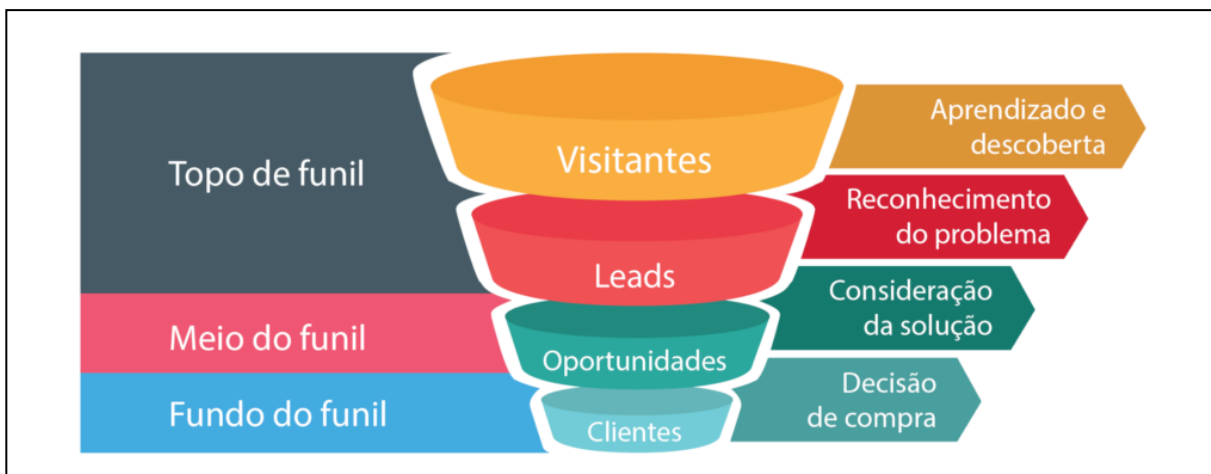 Topo de funil
Meio do funil
Fundo do funil
Visitantes
Leads
Oportunidades
Clientes
Aprendizado e
descoberta
Reconhecimento
do problema
Consideração
da solução
Decisão
de compra